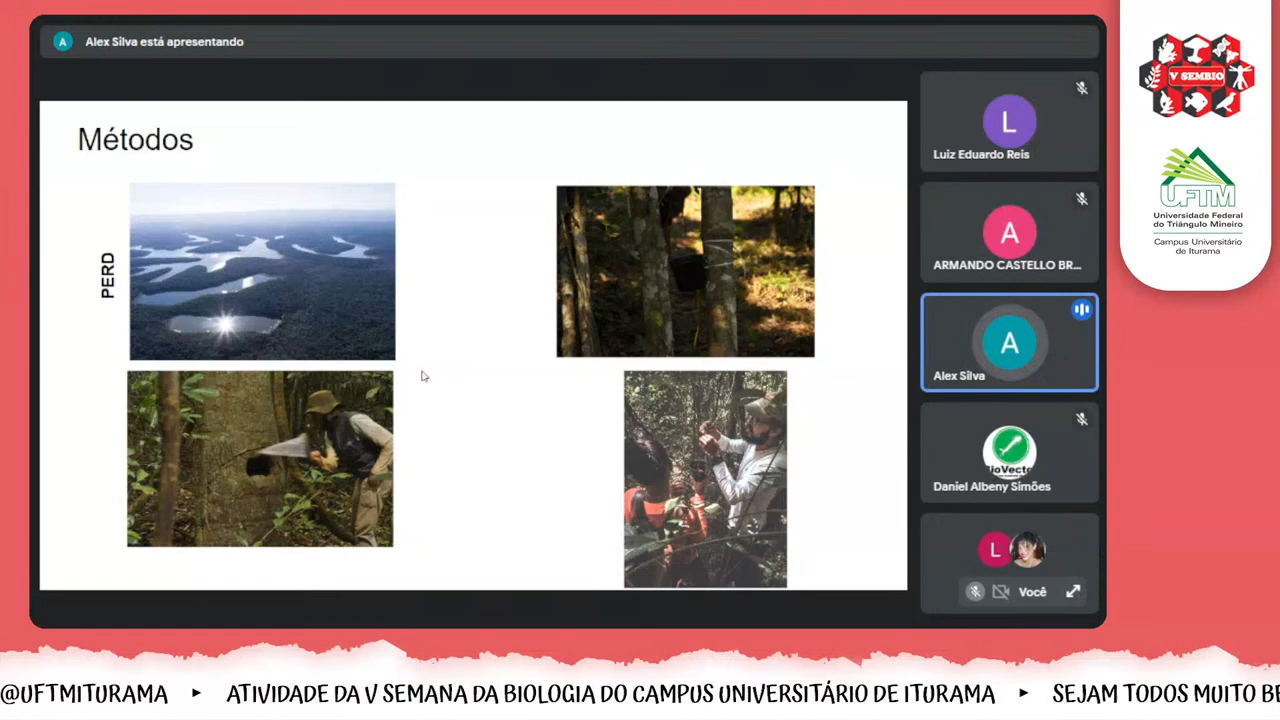 A
Alex Silva está apresentando
Métodos
PERD
L
Luiz Eduardo Reis
A
ARMANDO CASTELLO BR...
A
Alex Silva
BioVecto
Daniel Albeny Simões
L
Você
V SEMBIO
UFTM
Universidade Federal
do Triângulo Mineiro
Campus Universitário
de Iturama
@UFTMITURAMA ▸ ATIVIDADE DA V SEMANA DA BIOLOGIA DO CAMPUS UNIVERSITÁRIO DE ITURAMA ▸ SEJAM TODOS MUITO BE